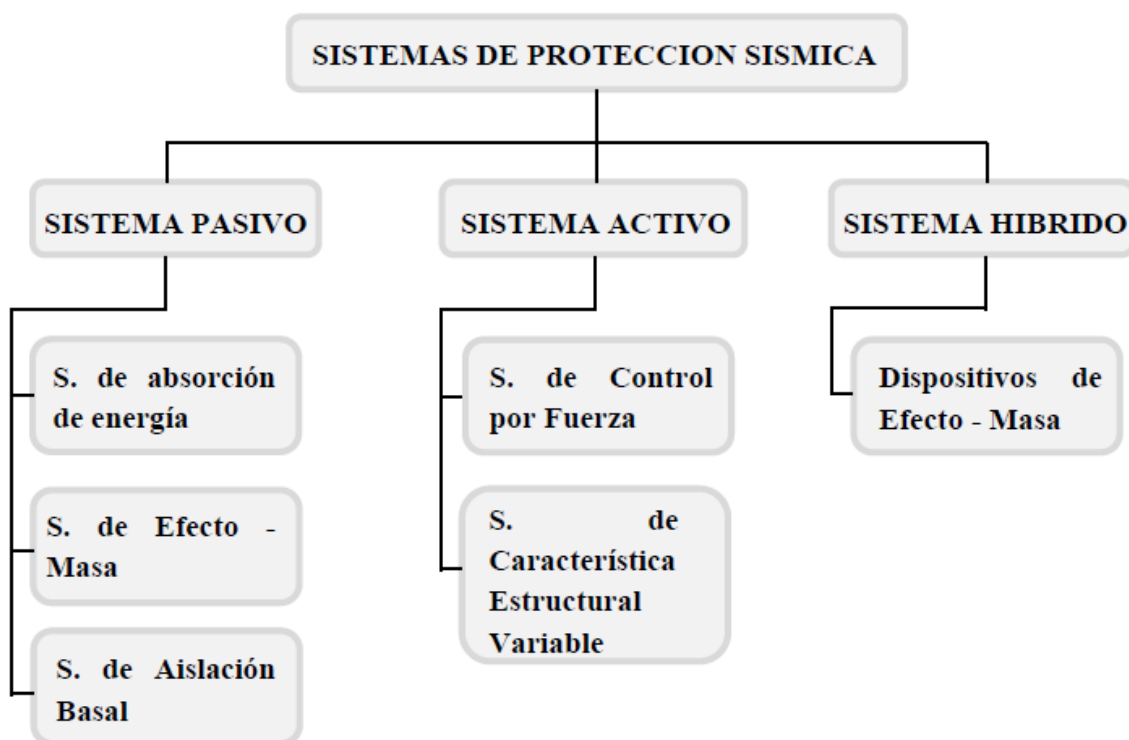 SISTEMAS DE PROTECCION SISMICA
SISTEMA PASIVO
SISTEMA ACTIVO
SISTEMA HIBRIDO
S. de absorción
de energía
S. de Efecto -
Masa
S. de Aislación
Basal
S. de Control
por Fuerza
S. de
Característica
Estructural
Variable
Dispositivos de
Efecto - Masa